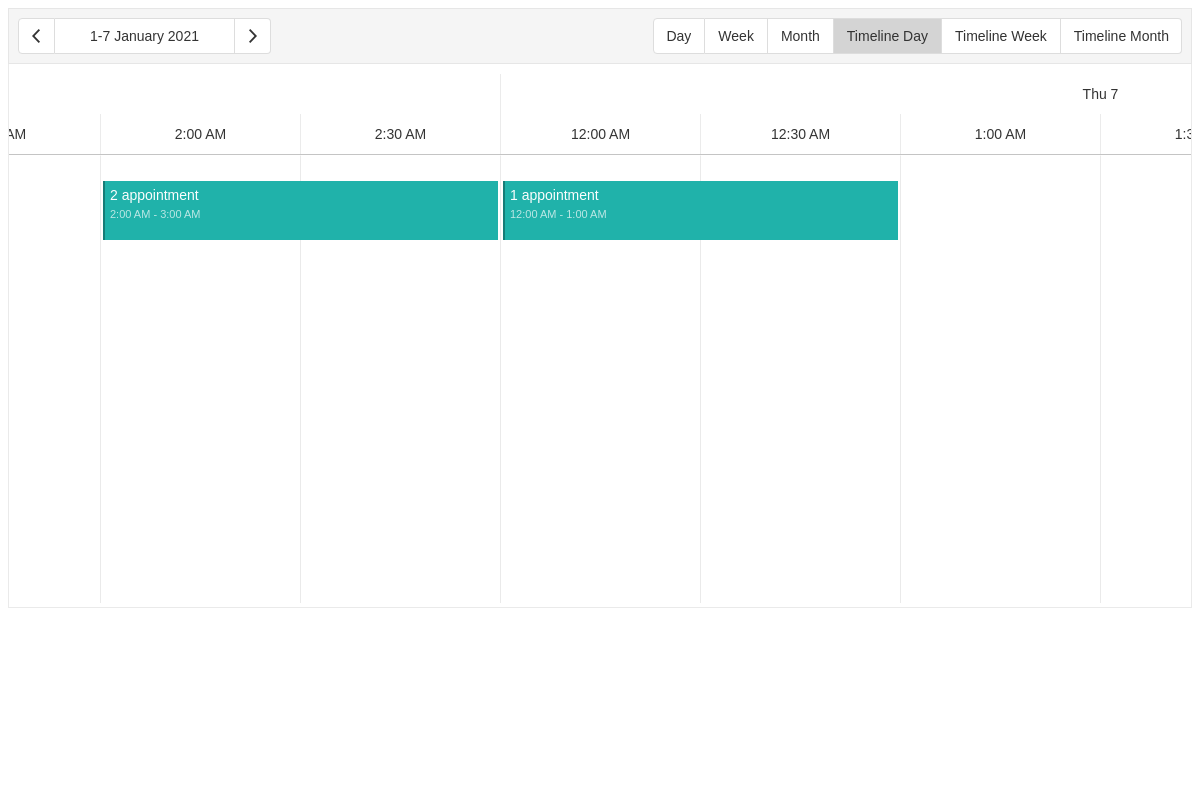 1-7 January 2021
Day Week Month Timeline Day Timeline Week Timeline Month
Thu 7
AM 2:00 AM 2:30 AM 12:00 AM 12:30 AM 1:00 AM
2 appointment
2:00 AM - 3:00 AM
1 appointment
12:00 AM - 1:00 AM